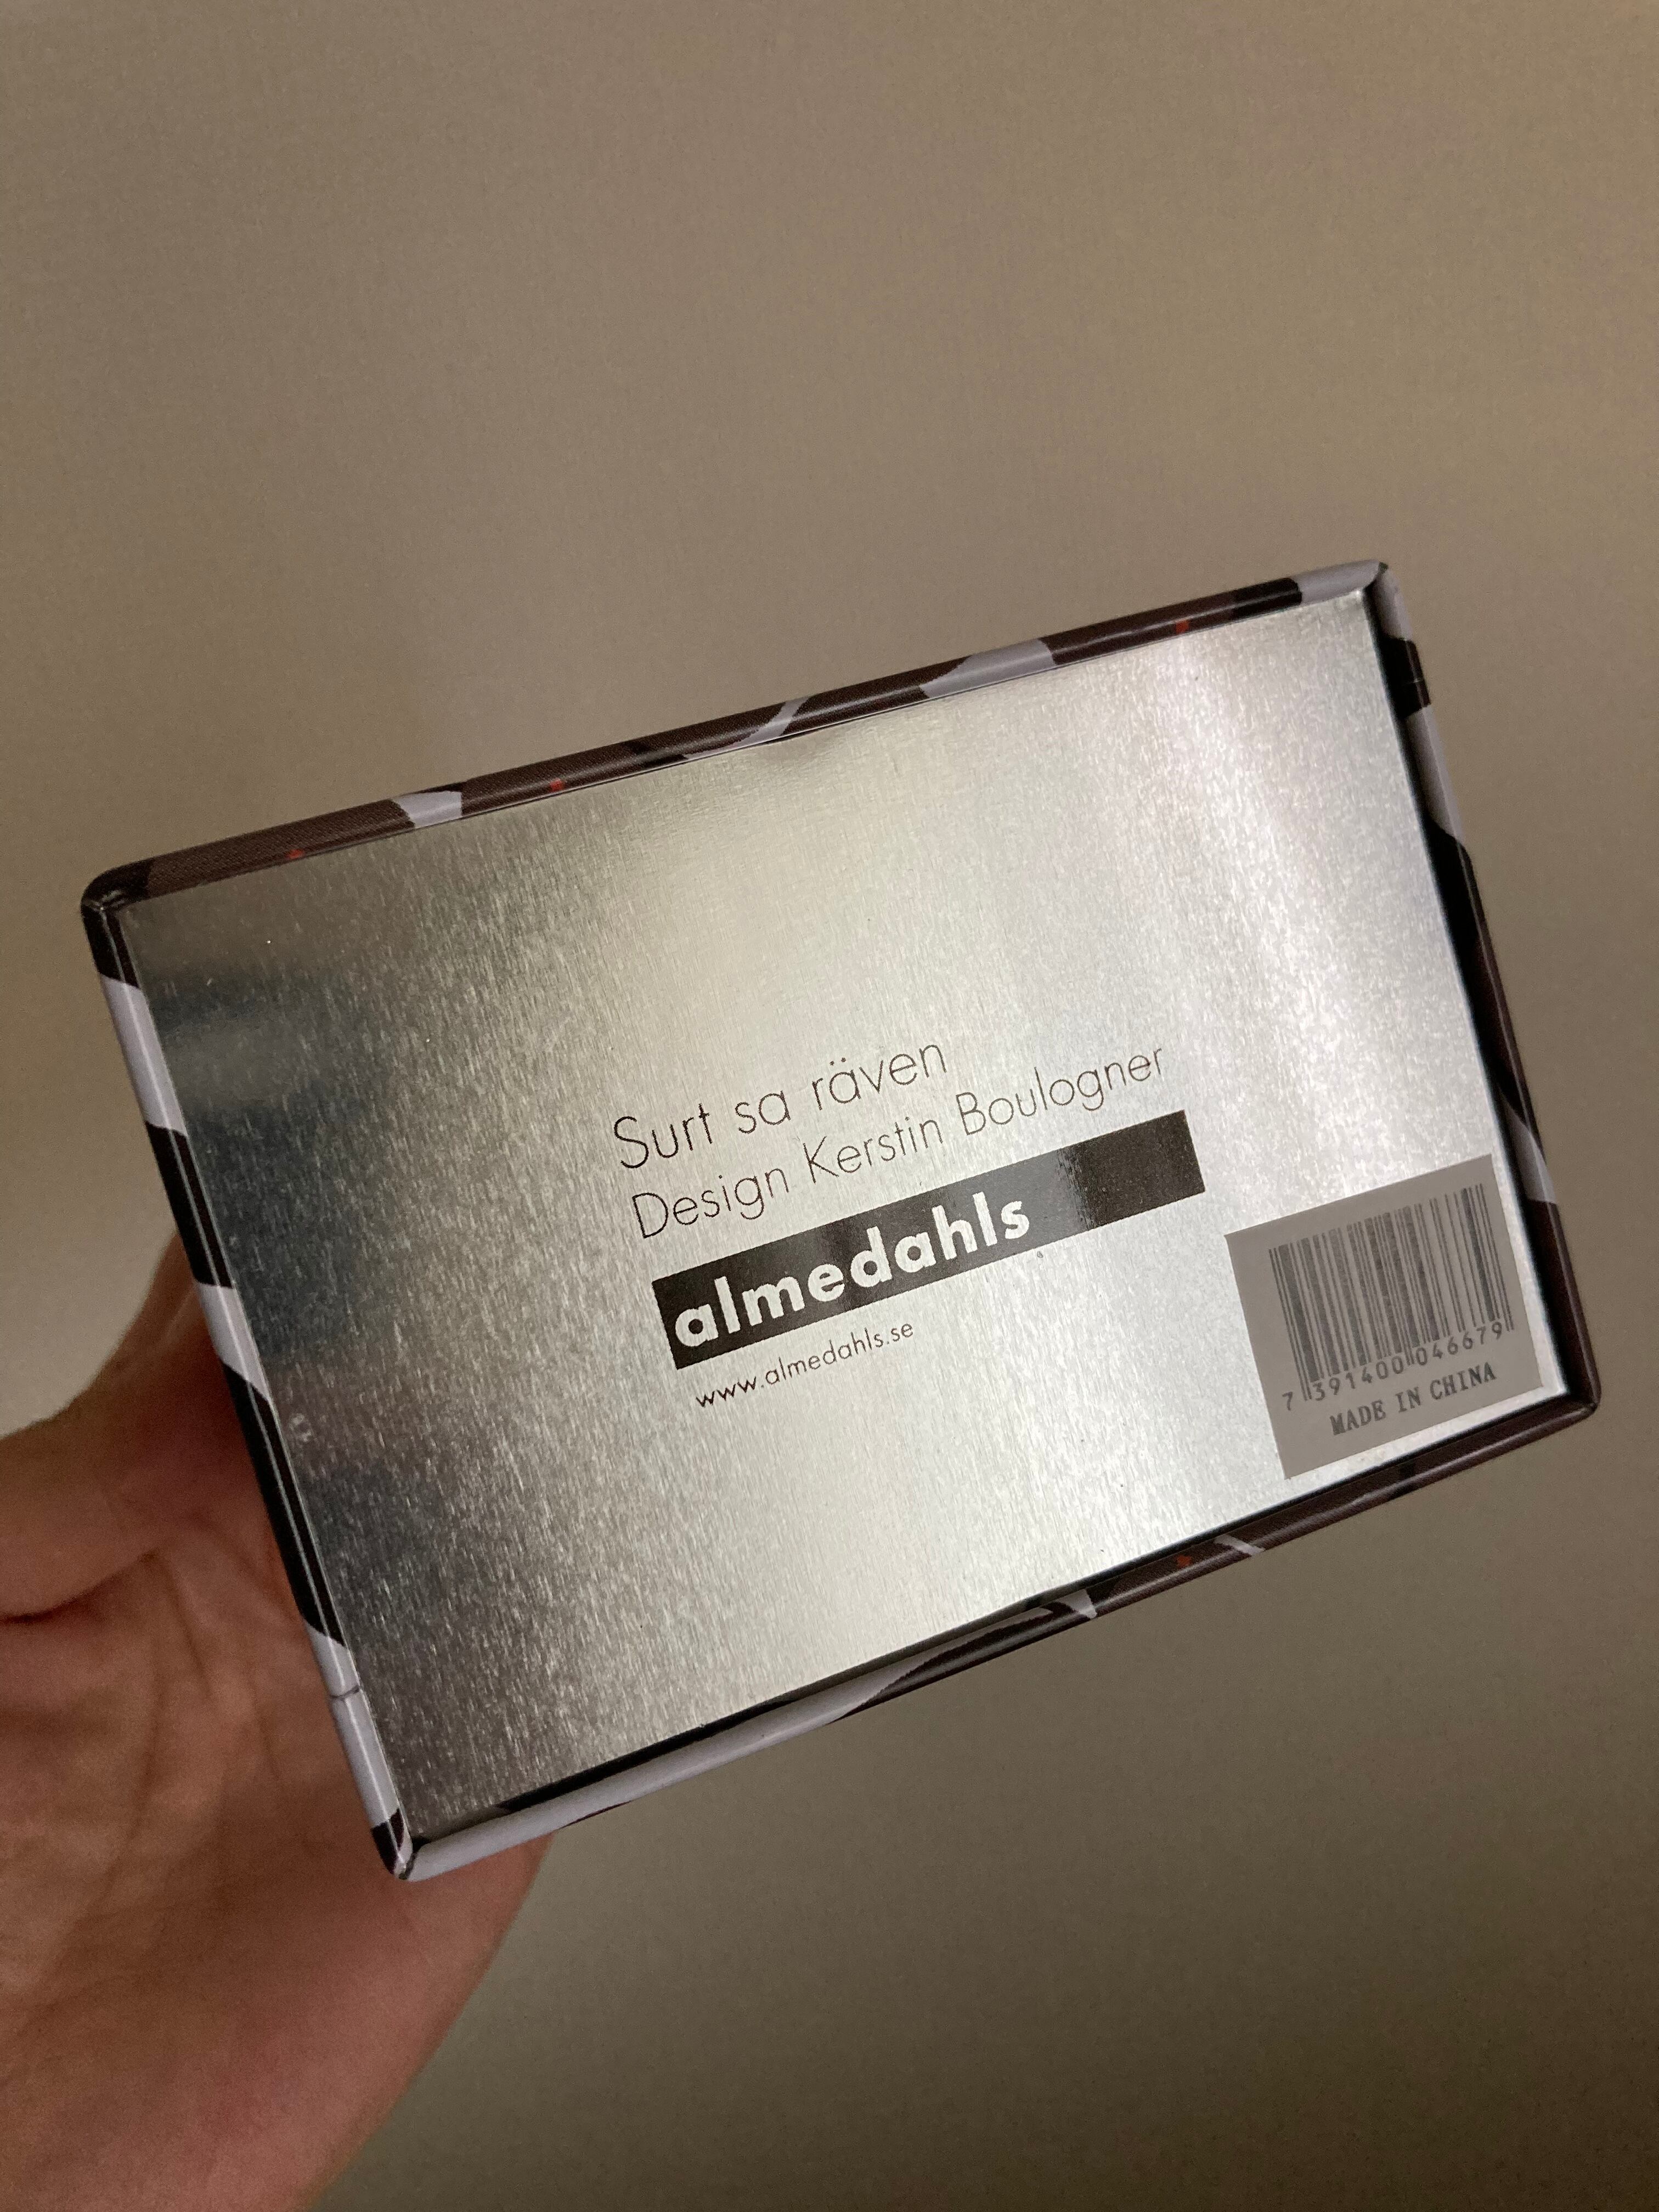 Surt sa räven
Design Kerstin Boulogner
almedahls
www.almedahls.se
7 391400 046679
MADE IN CHINA